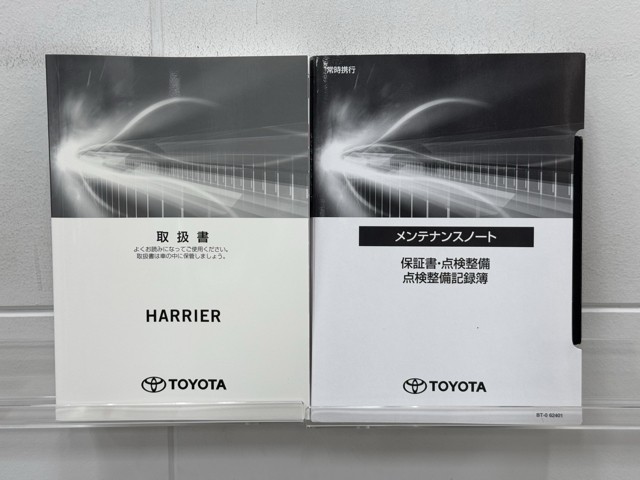 取扱書
よくお読みになってご使用ください。
取扱書は車の中に保管しましょう。
HARRIER
TOYOTA
常時携行
メンテナンスノート
保証書・点検整備
点検整備記録簿
TOYOTA
BT-0 92401